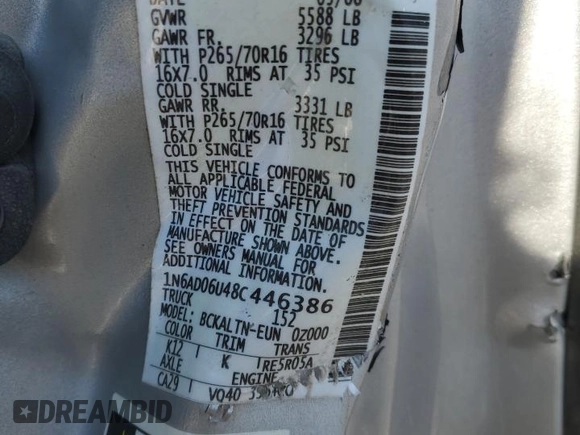 DATE
GVWR 5588 LB
GAWR FR. 3296 LB
WITH P265/70R16 TIRES
16x7.0 RIMS AT 35 PSI
COLD SINGLE
GAWR RR. 3331 LB
WITH P265/70R16 TIRES
16x7.0 RIMS AT 35 PSI
COLD SINGLE
THIS VEHICLE CONFORMS TO
ALL APPLICABLE FEDERAL
MOTOR VEHICLE SAFETY AND
THEFT PREVENTION STANDARDS
IN EFFECT ON THE DATE OF
MANUFACTURE SHOWN ABOVE.
SEE OWNERS MANUAL FOR
ADDITIONAL INFORMATION.
1N6AD06U48C446386
TRUCK 152
MODEL: BCKALTN-EUN 0Z000
COLOR TRIM TRANS
K12 K RE5R05A
AXLE ENGINE
CA29 VQ40
DREAMBID